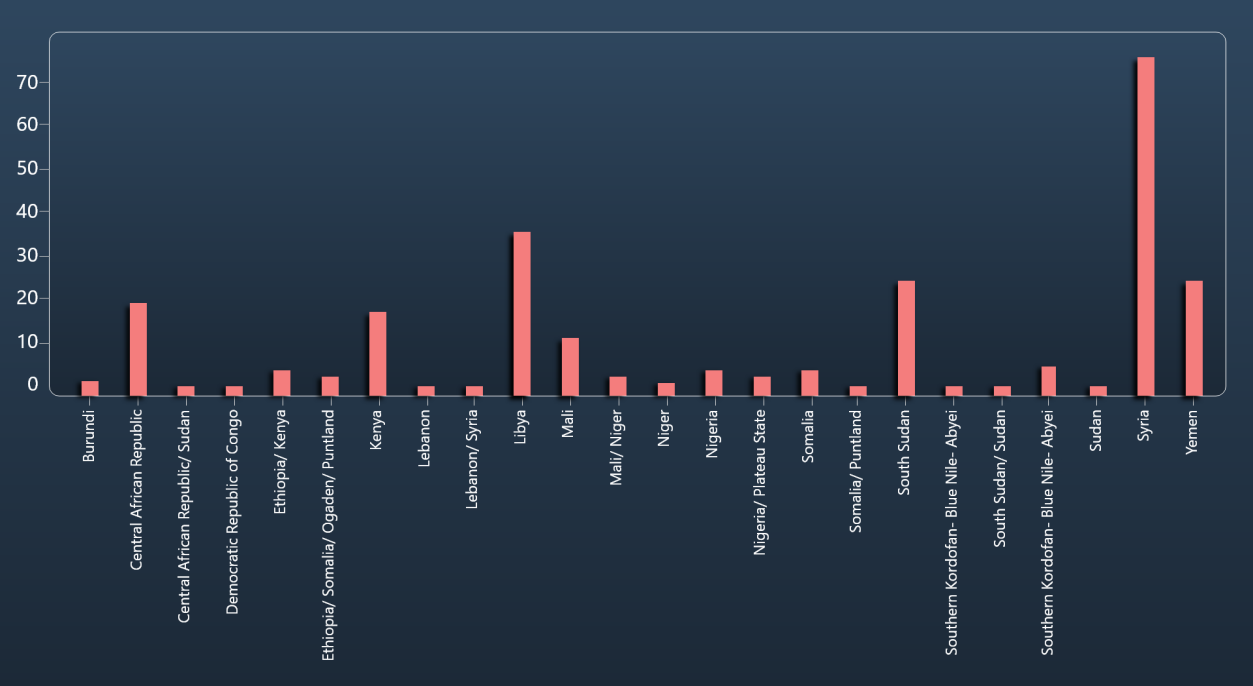 70
60
50
40
30
20
10
0
Burundi
Central African Republic
Central African Republic/ Sudan
Democratic Republic of Congo
Ethiopia/ Kenya
Ethiopia/ Somalia/ Ogaden/ Puntland
Kenya
Lebanon
Lebanon/ Syria
Libya
Mali
Mali/ Niger
Niger
Nigeria
Nigeria/ Plateau State
Somalia
Somalia/ Puntland
South Sudan
Southern Kordofan- Blue Nile- Abyei
South Sudan/ Sudan
Southern Kordofan- Blue Nile- Abyei
Sudan
Syria
Yemen